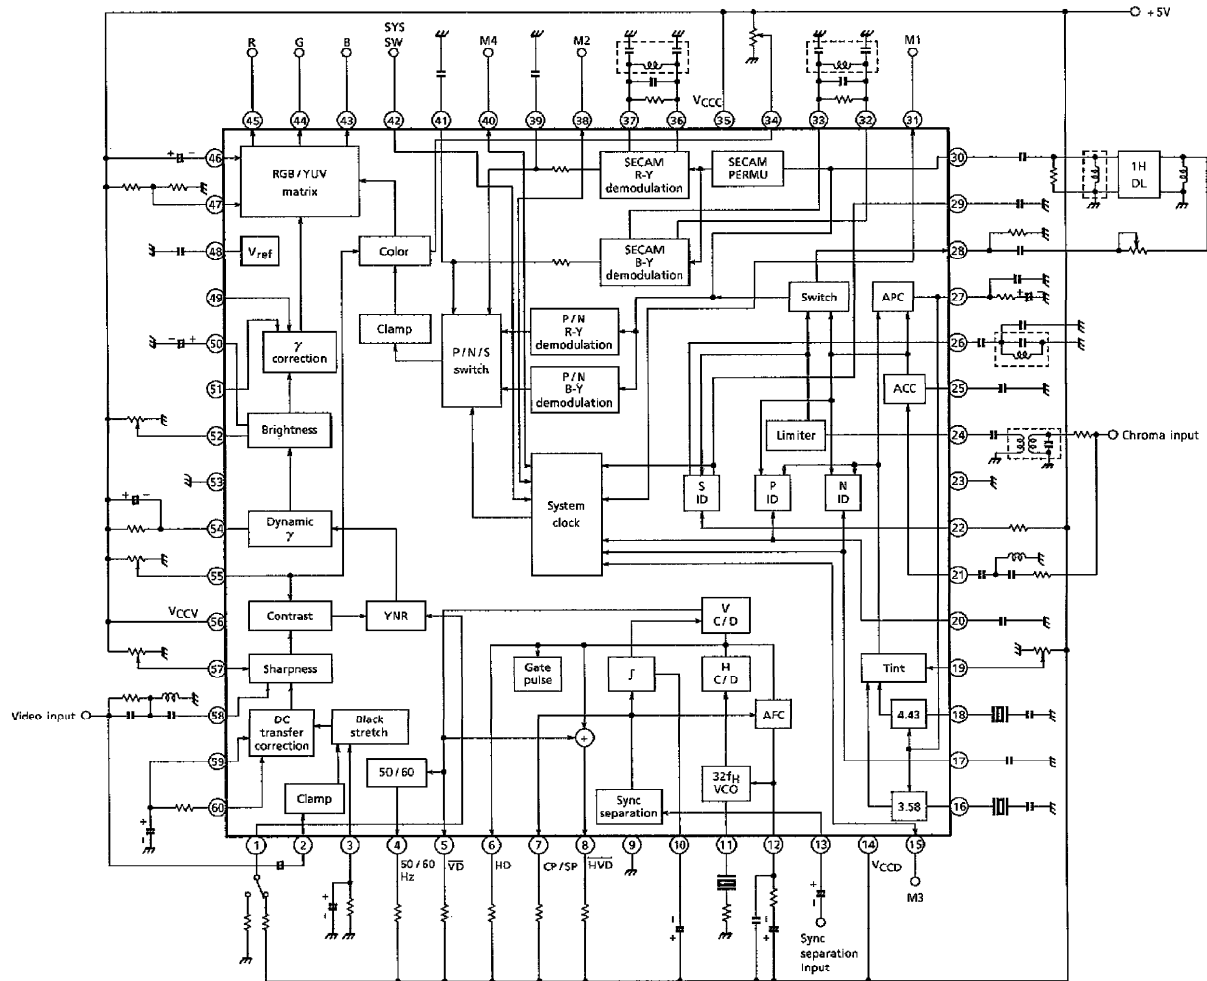 +5V
SYS
R G B SW M4 M2 M1
VCCC
45 44 43 42 41 40 39 38 37 36 35 34 33 32 31
46
RGB/YUV
matrix
SECAM
R-Y
demodulation
SECAM
PERMU
30
1H
DL
47
29
48
Vref
Color
SECAM
B-Y
demodulation
28
49
Switch
APC
27
Clamp
P/N/S
switch
P/N
R-Y
demodulation
50
γ
correction
26
51
P/N
B-Y
demodulation
ACC
25
52
Brightness
Limiter
24
Chroma input
53
System
clock
S
ID
P
ID
N
ID
23
54
Dynamic
γ
22
55
21
VCCV
56
Contrast
YNR
V
C/D
20
57
Sharpness
Gate
pulse
∫
H
C/D
Tint
19
Video input
58
DC
transfer
correction
Black
stretch
AFC
4.43
18
+
59
50/60
32fH
VCO
17
60
Clamp
Sync
separation
3.58
16
1 2 3 4 5 6 7 8 9 10 11 12 13 14 15
50/60
Hz
VD
HD
CP/SP
HVD
VCCD
M3
Sync
separation
input